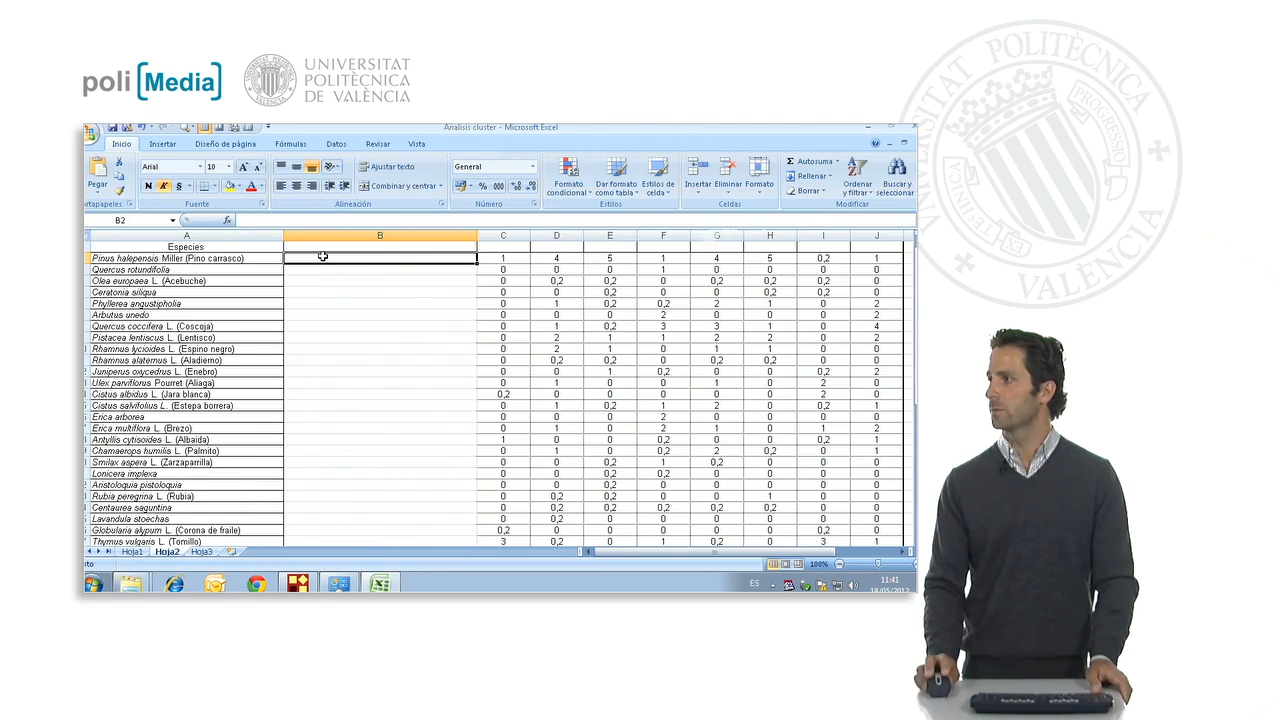 poli [Media]
UNIVERSITAT
POLITÈCNICA
DE VALÈNCIA
UNIVERSITAT POLITÈCNICA DE VALÈNCIA
Analisis cluster - Microsoft Excel
Inicio Insertar Diseño de página Fórmulas Datos Revisar Vista
Pegar Arial 10 Ajustar texto General Formato condicional Dar formato como tabla Estilos de celda Insertar Eliminar Formato Autosuma Rellenar Borrar Ordenar y filtrar Buscar y seleccionar
N K S Combinar y centrar % 000
ortapapeles Fuente Alineación Número Estilos Celdas Modificar
B2 fx
A B C D E F G H I J
Especies
Pinus halepensis Miller (Pino carrasco) 1 4 5 1 4 5 0,2 1
Quercus rotundifolia 0 0 0 1 0 0 0 0
Olea europaea L. (Acebuche) 0 0,2 0,2 0 0,2 0,2 0,2 0
Ceratonia siliqua 0 0 0,2 0 0 0,2 0,2 0
Phyllerea angustipholia 0 1 0,2 0,2 2 1 0 2
Arbutus unedo 0 0 0 2 0 0 0 2
Quercus coccifera L. (Coscoja) 0 1 0,2 3 3 1 0 4
Pistacea lentiscus L. (Lentisco) 0 2 1 1 2 2 0 2
Rhamnus lycioides L. (Espino negro) 0 2 1 0 1 1 0 0
Rhamnus alaternus L. (Aladierno) 0 0,2 0,2 0 0,2 0,2 0 0
Juniperus oxycedrus L. (Enebro) 0 0 1 0,2 0 0 0,2 2
Ulex parviflorus Pourret (Aliaga) 0 1 0 0 1 0 2 0
Cistus albidus L. (Jara blanca) 0,2 0 0 0 0 0 2 0
Cistus salvifolius L. (Estepa borrera) 0 1 0,2 1 2 0 0,2 1
Erica arborea 0 0 0 2 0 0 0 0
Erica multiflora L. (Brezo) 0 1 0 2 1 0 1 2
Antyllis cytisoides L. (Albaida) 1 0 0 0,2 0 0 0,2 1
Chamaerops humilis L. (Palmito) 0 1 0 0,2 2 0,2 0 1
Smilax aspera L. (Zarzaparrilla) 0 0 0,2 1 0,2 0 0 0
Lonicera implexa 0 0 0,2 0,2 0 0 0 0
Aristoloquia pistoloquia 0 0 0,2 0 0 0 0 0
Rubia peregrina L. (Rubia) 0 0,2 0,2 0 0 1 0 0
Centaurea saguntina 0 0,2 0,2 0,2 0,2 0,2 0 0
Lavandula stoechas 0 0,2 0 0 0 0 0 0
Globularia alypum L. (Corona de fraile) 0,2 0 0 0 0 0 0,2 0
Thymus vulgaris L. (Tomillo) 3 0,2 0 1 0,2 0 3 1
Hoja1 Hoja2 Hoja3
100%
ES 11:41
18/05/2012